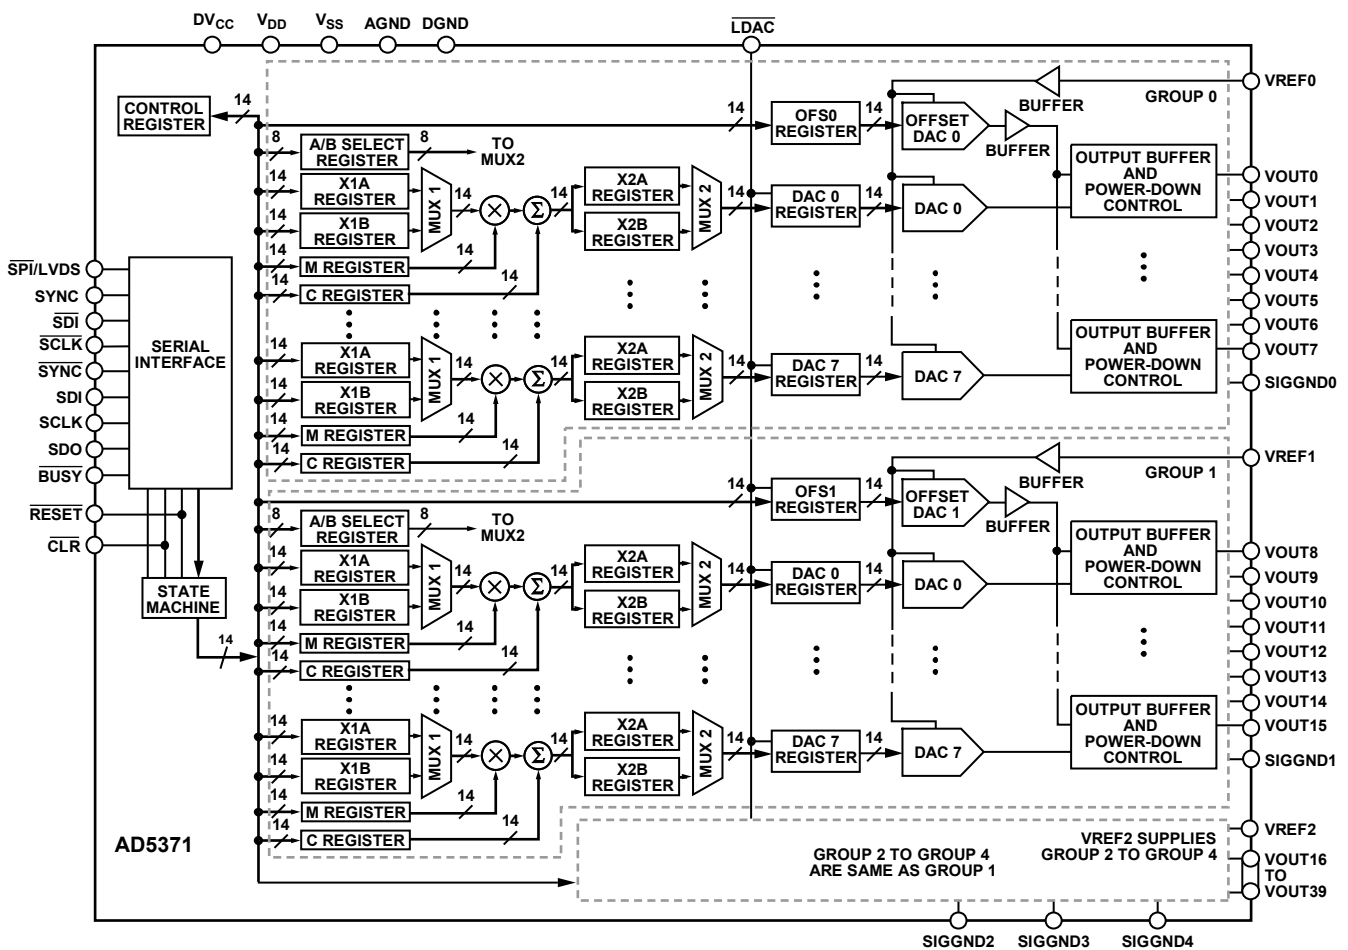 DVCC VDD VSS AGND DGND LDAC
CONTROL
REGISTER
14
8
A/B SELECT
REGISTER
8
TO
MUX2
14
X1A
REGISTER
14
X1B
REGISTER
MUX 1
14
×
Σ
14
14
M REGISTER
14
14
C REGISTER
14
X2A
REGISTER
X2B
REGISTER
MUX 2
14
14
OFS0
REGISTER
14
OFFSET
DAC 0
BUFFER
BUFFER
GROUP 0
DAC 0
REGISTER
14
DAC 0
OUTPUT BUFFER
AND
POWER-DOWN
CONTROL
14
X1A
REGISTER
14
X1B
REGISTER
MUX 1
14
×
Σ
14
14
M REGISTER
14
14
C REGISTER
14
X2A
REGISTER
X2B
REGISTER
MUX 2
14
DAC 7
REGISTER
14
DAC 7
OUTPUT BUFFER
AND
POWER-DOWN
CONTROL
VREF0
VOUT0
VOUT1
VOUT2
VOUT3
VOUT4
VOUT5
VOUT6
VOUT7
SIGGND0
SPI/LVDS
SYNC
SDI
SCLK
SYNC
SDI
SCLK
SDO
BUSY
RESET
CLR
SERIAL
INTERFACE
STATE
MACHINE
14
8
A/B SELECT
REGISTER
8
TO
MUX2
14
X1A
REGISTER
14
X1B
REGISTER
MUX 1
14
×
Σ
14
14
M REGISTER
14
14
C REGISTER
14
X2A
REGISTER
X2B
REGISTER
MUX 2
14
14
OFS1
REGISTER
14
OFFSET
DAC 1
BUFFER
BUFFER
GROUP 1
DAC 0
REGISTER
14
DAC 0
OUTPUT BUFFER
AND
POWER-DOWN
CONTROL
14
X1A
REGISTER
14
X1B
REGISTER
MUX 1
14
×
Σ
14
14
M REGISTER
14
14
C REGISTER
14
X2A
REGISTER
X2B
REGISTER
MUX 2
14
DAC 7
REGISTER
14
DAC 7
OUTPUT BUFFER
AND
POWER-DOWN
CONTROL
VREF1
VOUT8
VOUT9
VOUT10
VOUT11
VOUT12
VOUT13
VOUT14
VOUT15
SIGGND1
AD5371
GROUP 2 TO GROUP 4
ARE SAME AS GROUP 1
VREF2 SUPPLIES
GROUP 2 TO GROUP 4
VREF2
VOUT16
TO
VOUT39
SIGGND2 SIGGND3 SIGGND4